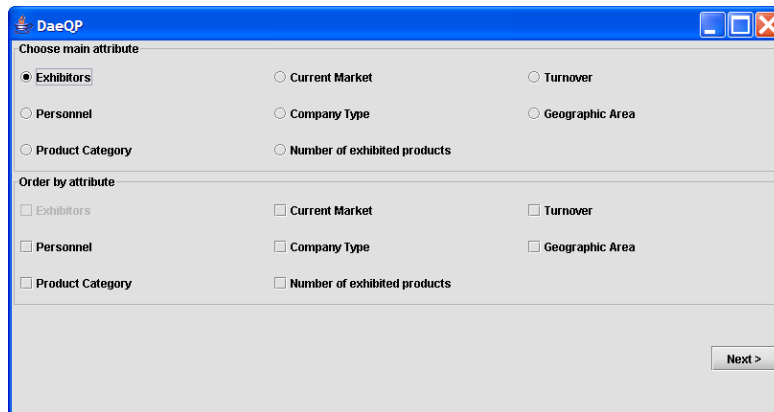 DaeQP
Choose main attribute
Exhibitors Current Market Turnover
Personnel Company Type Geographic Area
Product Category Number of exhibited products
Order by attribute
Exhibitors Current Market Turnover
Personnel Company Type Geographic Area
Product Category Number of exhibited products
Next >